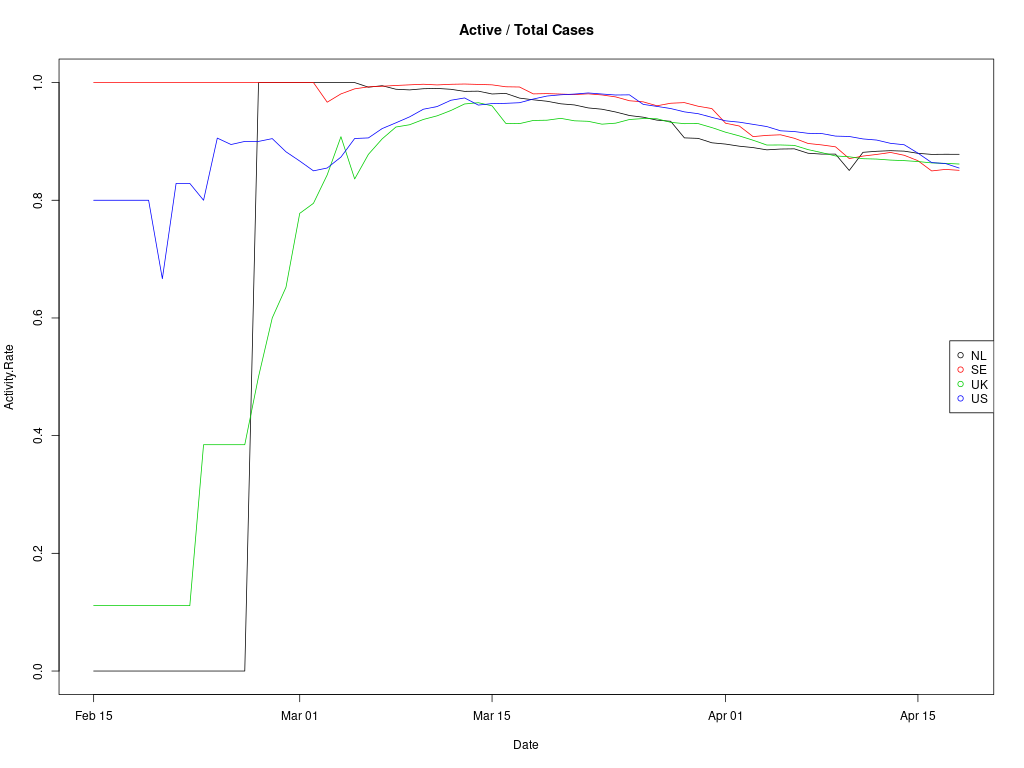 Active / Total Cases
Activity.Rate
1.0
0.8
0.6
0.4
0.2
0.0
NL
SE
UK
US
Feb 15 Mar 01 Mar 15 Apr 01 Apr 15
Date